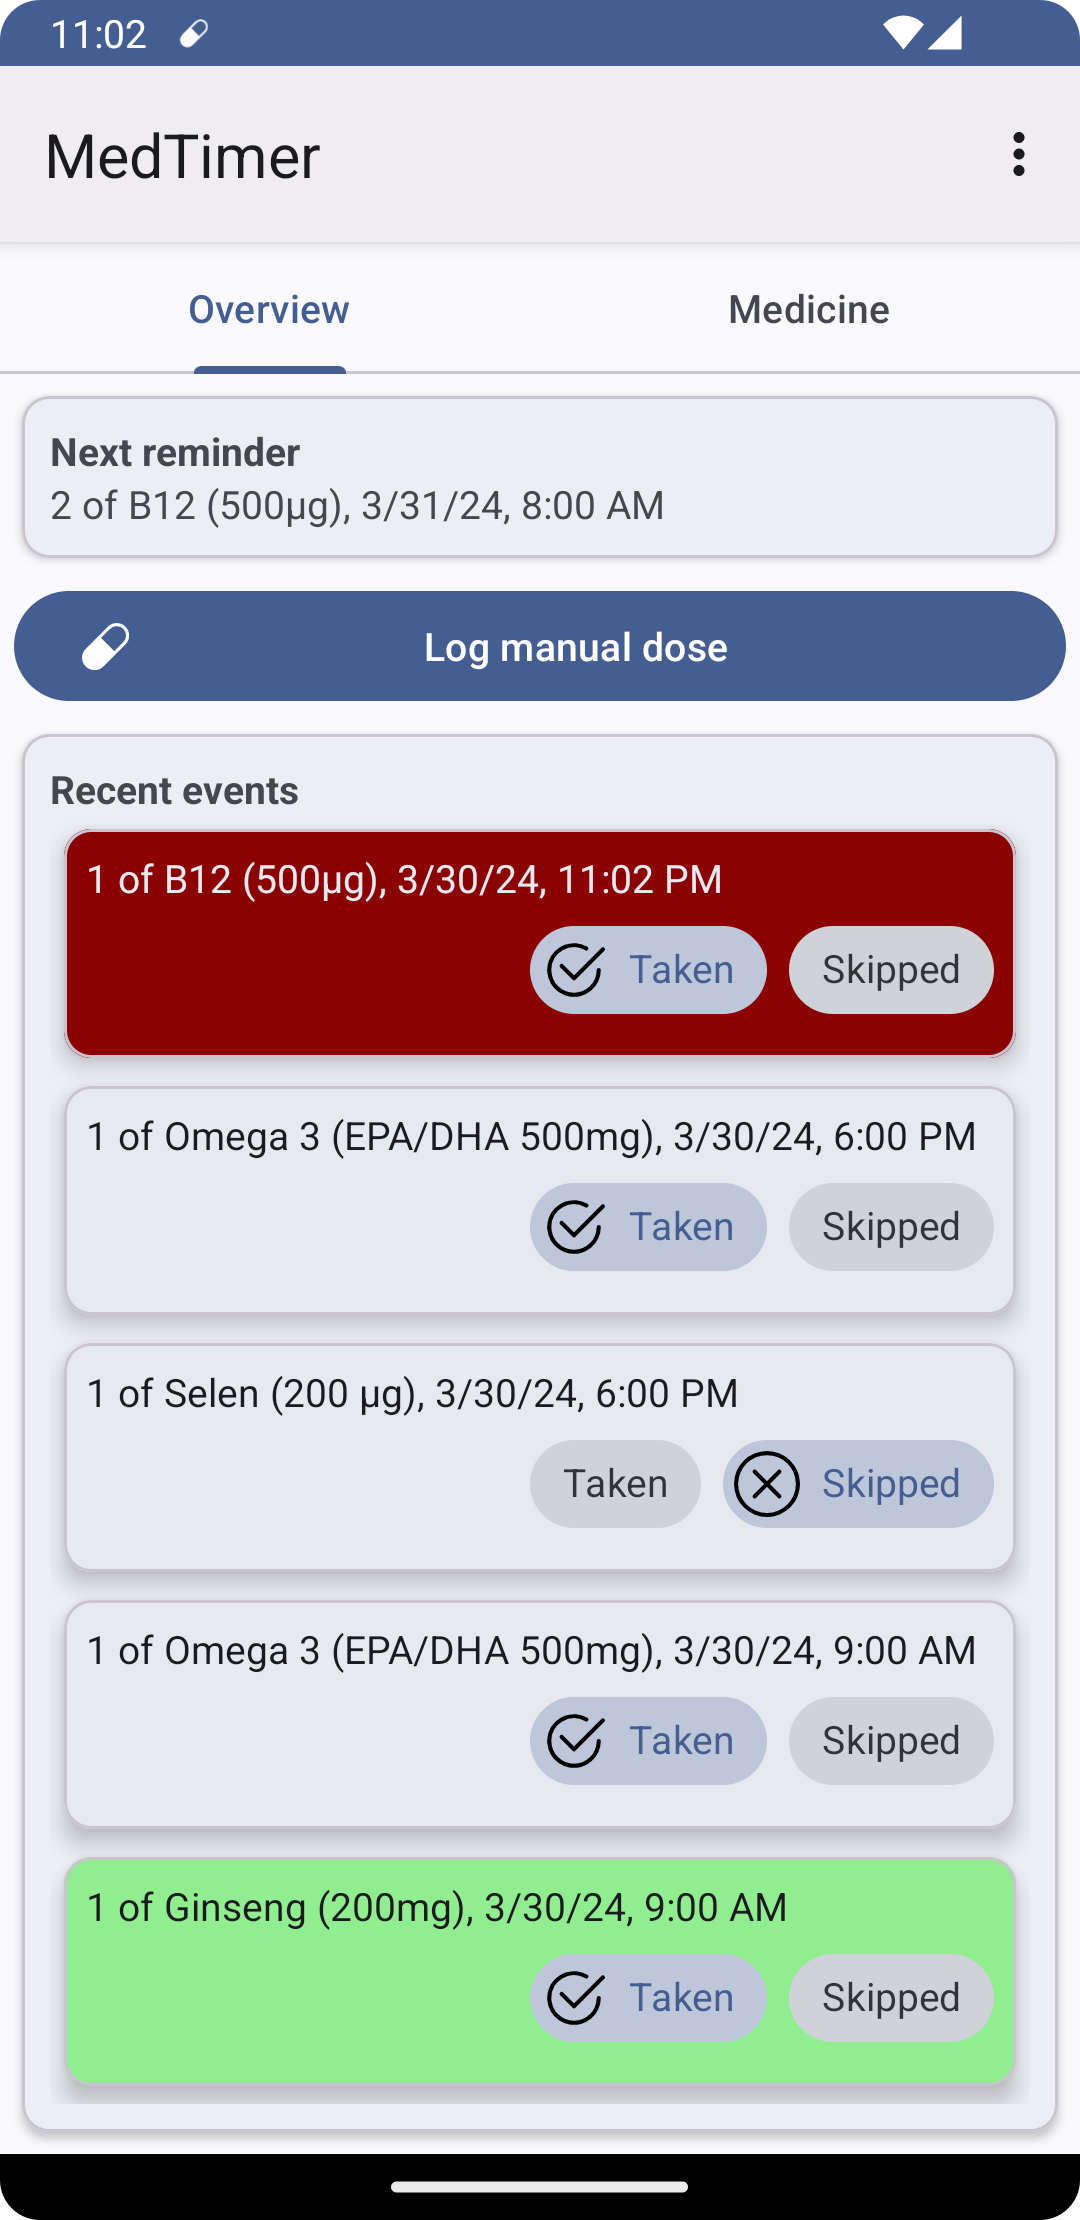 11:02
MedTimer
Overview
Medicine
Next reminder
2 of B12 (500µg), 3/31/24, 8:00 AM
Log manual dose
Recent events
1 of B12 (500µg), 3/30/24, 11:02 PM
Taken
Skipped
1 of Omega 3 (EPA/DHA 500mg), 3/30/24, 6:00 PM
Taken
Skipped
1 of Selen (200 µg), 3/30/24, 6:00 PM
Taken
Skipped
1 of Omega 3 (EPA/DHA 500mg), 3/30/24, 9:00 AM
Taken
Skipped
1 of Ginseng (200mg), 3/30/24, 9:00 AM
Taken
Skipped